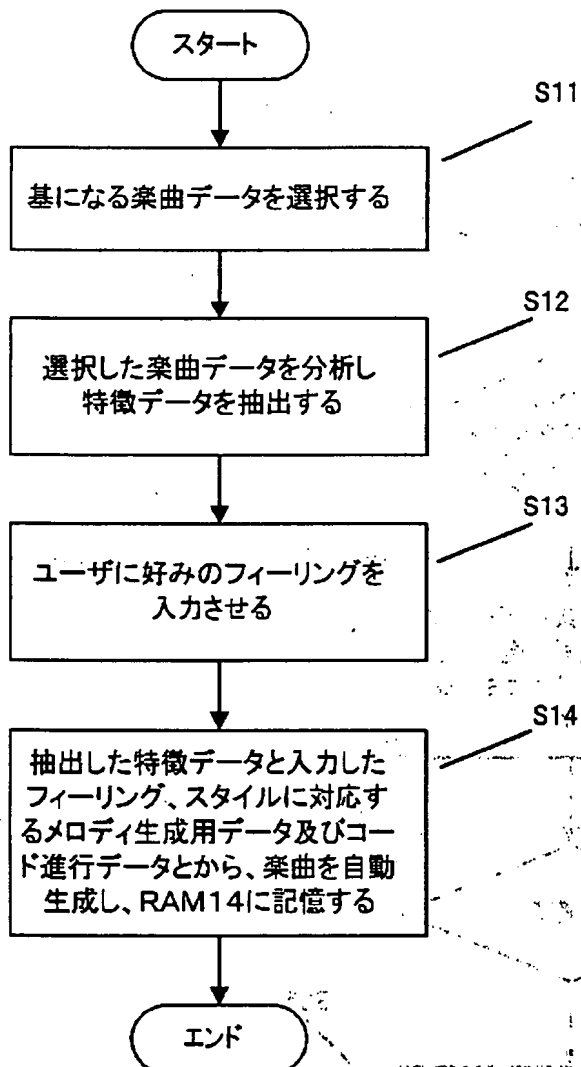 スタート
S11
基になる楽曲データを選択する
S12
選択した楽曲データを分析し
特徴データを抽出する
S13
ユーザに好みのフィーリングを
入力させる
S14
抽出した特徴データと入力した
フィーリング、スタイルに対応す
るメロディ生成用データ及びコー
ド進行データとから、楽曲を自動
生成し、RAM14に記憶する
エンド